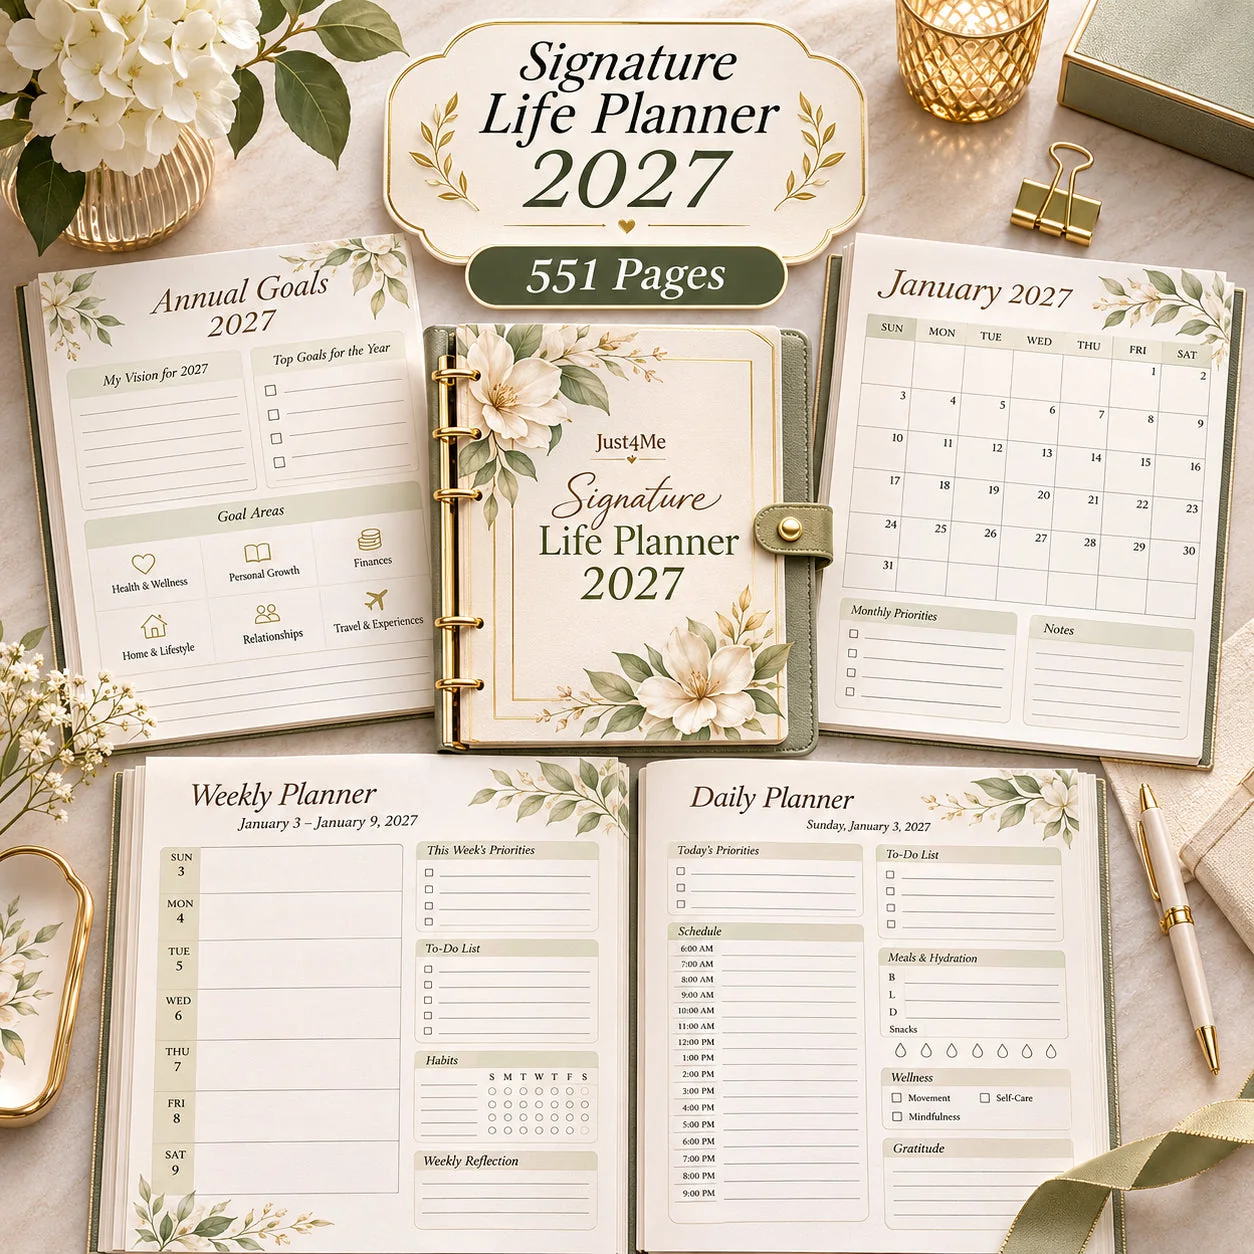 Signature
Life Planner
2027
551 Pages
Annual Goals
2027
My Vision for 2027
Top Goals for the Year
Goal Areas
Health & Wellness
Personal Growth
Finances
Home & Lifestyle
Relationships
Travel & Experiences
Just4Me
Signature
Life Planner
2027
January 2027
SUN MON TUE WED THU FRI SAT
1 2
3 4 5 6 7 8 9
10 11 12 13 14 15 16
17 18 19 20 21 22 23
24 25 26 27 28 29 30
31
Monthly Priorities
Notes
Weekly Planner
January 3 – January 9, 2027
SUN
3
MON
4
TUE
5
WED
6
THU
7
FRI
8
SAT
9
This Week's Priorities
To-Do List
Habits
S M T W T F S
Weekly Reflection
Daily Planner
Sunday, January 3, 2027
Today's Priorities
Schedule
6:00 AM
7:00 AM
8:00 AM
9:00 AM
10:00 AM
11:00 AM
12:00 PM
1:00 PM
2:00 PM
3:00 PM
4:00 PM
5:00 PM
6:00 PM
7:00 PM
8:00 PM
9:00 PM
To-Do List
Meals & Hydration
B
L
D
Snacks
Wellness
Movement
Self-Care
Mindfulness
Gratitude